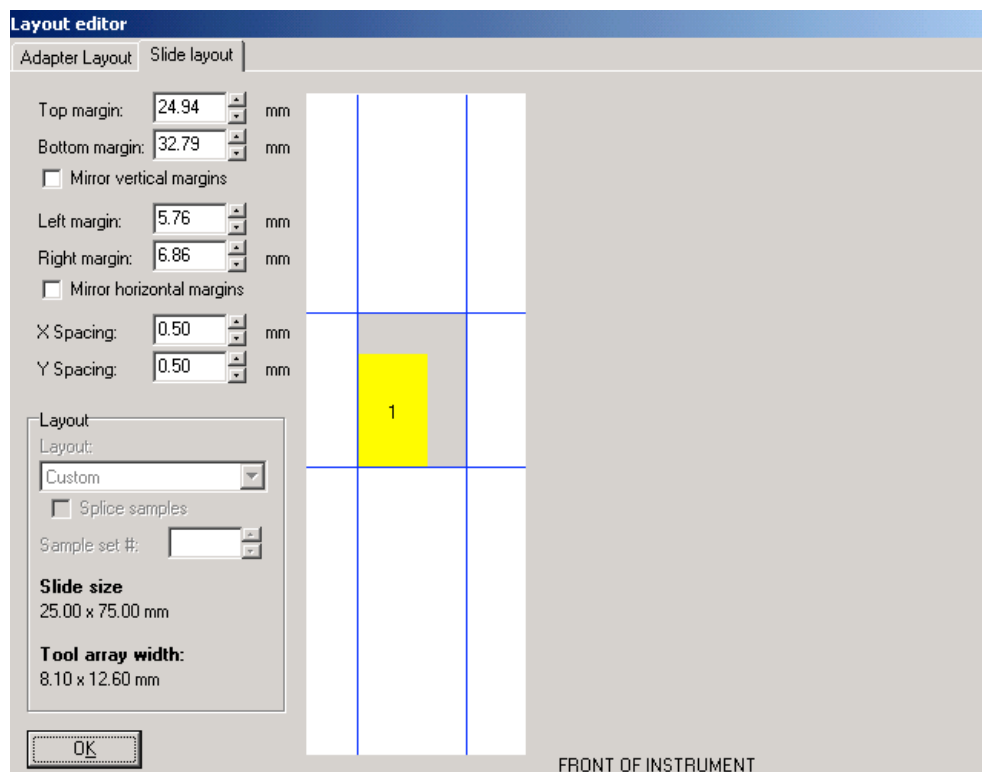 Layout editor
Adapter Layout Slide layout
Top margin: 24.94 mm
Bottom margin: 32.79 mm
Mirror vertical margins
Left margin: 5.76 mm
Right margin: 6.86 mm
Mirror horizontal margins
X Spacing: 0.50 mm
Y Spacing: 0.50 mm
1
Layout
Layout:
Custom
Splice samples
Sample set #:
Slide size
25.00 x 75.00 mm
Tool array width:
8.10 x 12.60 mm
OK
FRONT OF INSTRUMENT